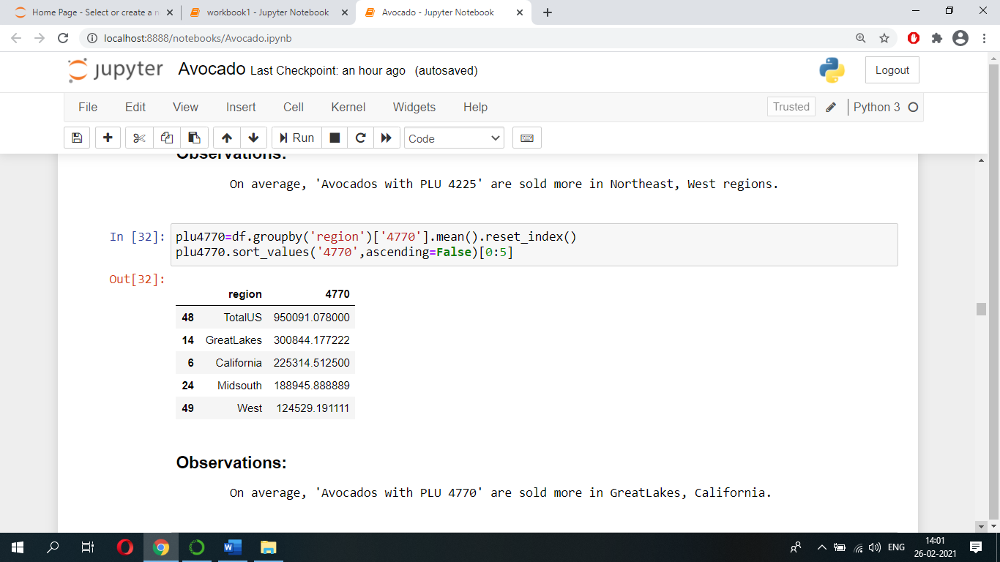 Home Page - Select or create a n
workbook1 - Jupyter Notebook
Avocado - Jupyter Notebook
localhost:8888/notebooks/Avocado.ipynb
jupyter Avocado Last Checkpoint: an hour ago (autosaved)
Logout
File Edit View Insert Cell Kernel Widgets Help
Trusted Python 3
Run Code
Observations:
On average, 'Avocados with PLU 4225' are sold more in Northeast, West regions.
In [32]: plu4770=df.groupby('region')['4770'].mean().reset_index()
plu4770.sort_values('4770',ascending=False)[0:5]
Out[32]:
region 4770
48 TotalUS 950091.078000
14 GreatLakes 300844.177222
6 California 225314.512500
24 Midsouth 188945.888889
49 West 124529.191111
Observations:
On average, 'Avocados with PLU 4770' are sold more in GreatLakes, California.
ENG
14:01
26-02-2021